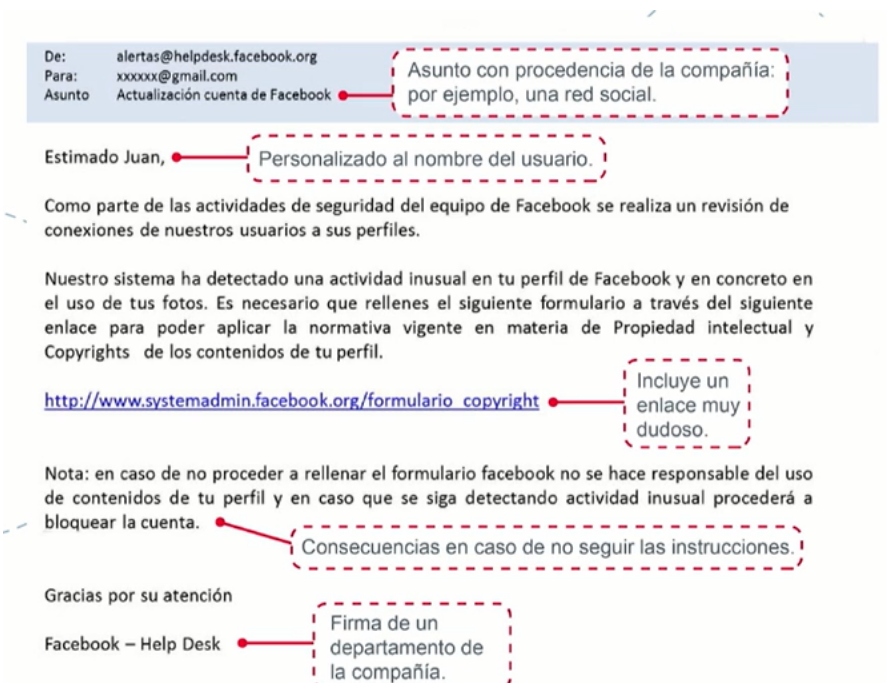 De: alertas@helpdesk.facebook.org
Para: xxxxxx@gmail.com
Asunto Actualización cuenta de Facebook
Asunto con procedencia de la compañía:
por ejemplo, una red social.
Estimado Juan,
Personalizado al nombre del usuario.
Como parte de las actividades de seguridad del equipo de Facebook se realiza un revisión de
conexiones de nuestros usuarios a sus perfiles.
Nuestro sistema ha detectado una actividad inusual en tu perfil de Facebook y en concreto en
el uso de tus fotos. Es necesario que rellenes el siguiente formulario a través del siguiente
enlace para poder aplicar la normativa vigente en materia de Propiedad intelectual y
Copyrights de los contenidos de tu perfil.
http://www.systemadmin.facebook.org/formulario_copyright
Incluye un
enlace muy
dudoso.
Nota: en caso de no proceder a rellenar el formulario facebook no se hace responsable del uso
de contenidos de tu perfil y en caso que se siga detectando actividad inusual procederá a
bloquear la cuenta.
Consecuencias en caso de no seguir las instrucciones.
Gracias por su atención
Facebook – Help Desk
Firma de un
departamento de
la compañía.